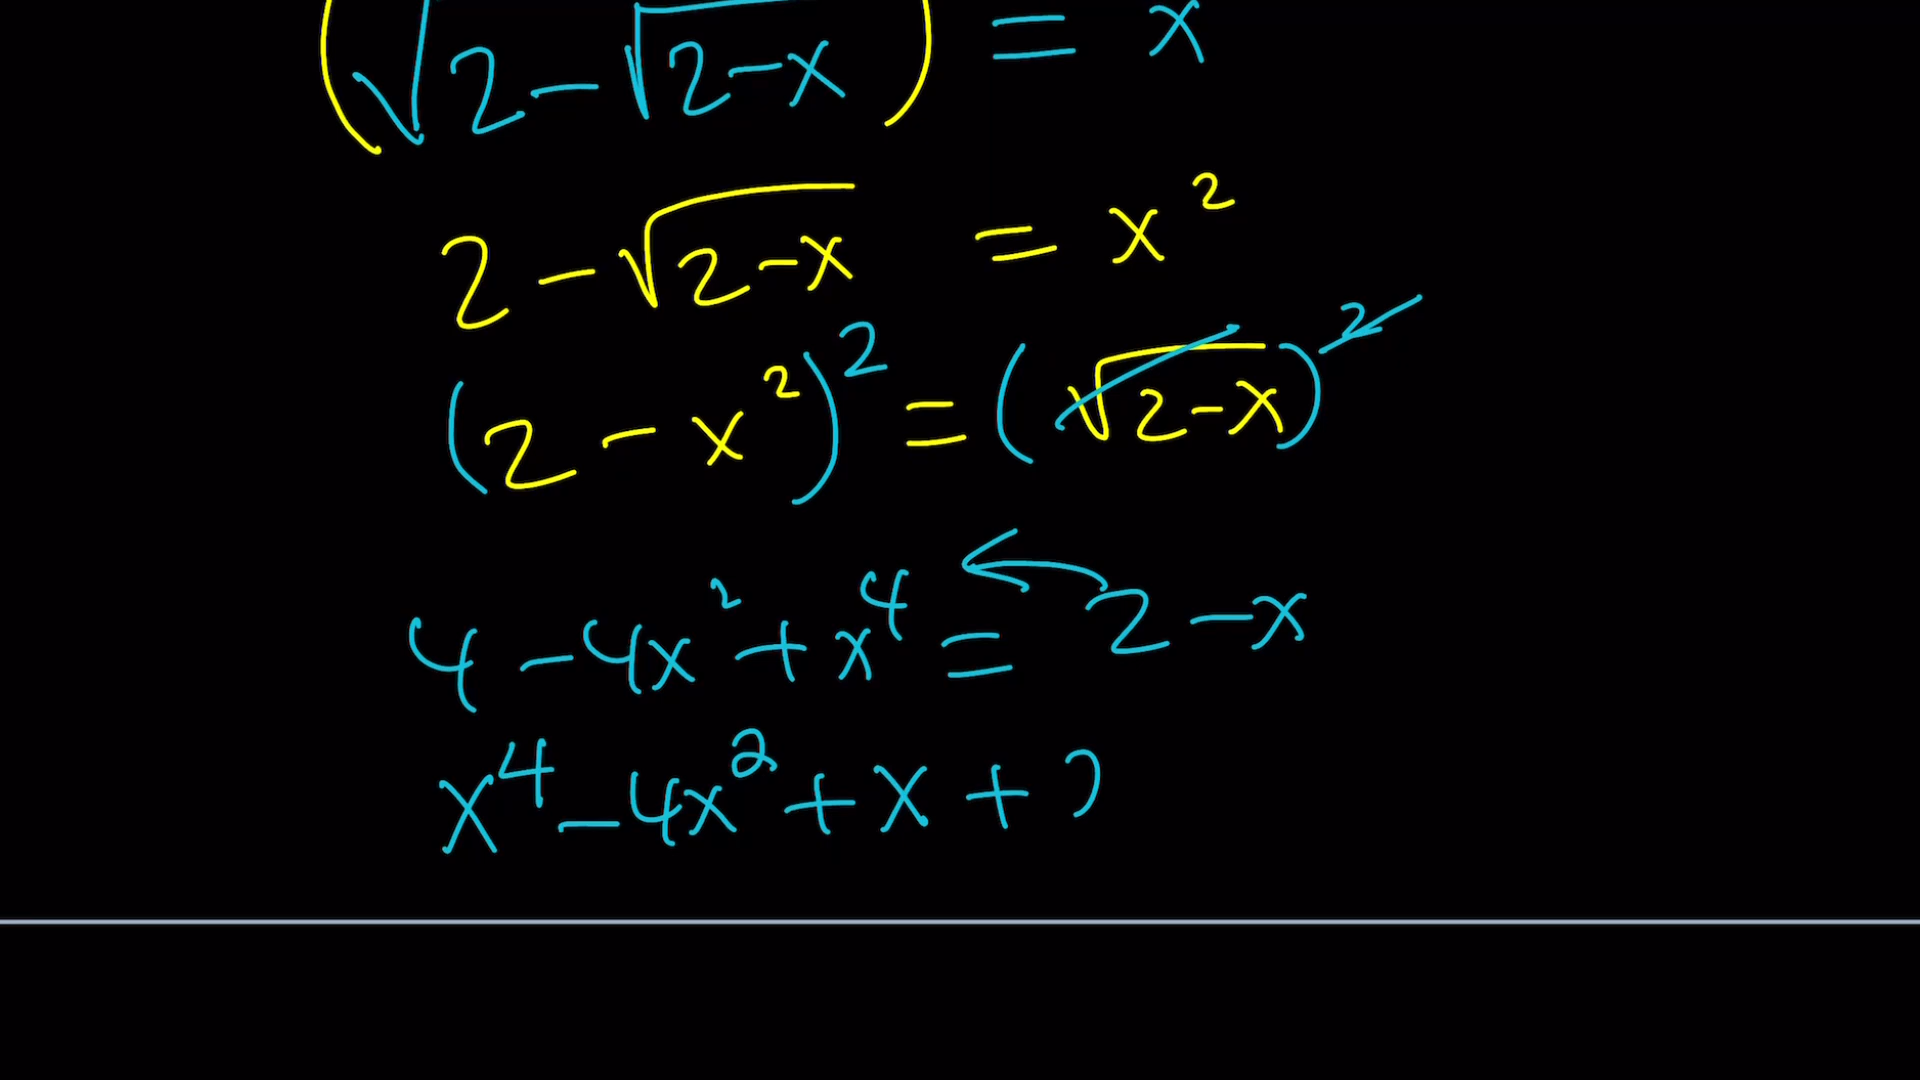 (√2-√2-x) = x
2-√2-x = x²
(2-x²)² = (√2-x)²
4-4x²+x⁴ = 2-x
x⁴-4x²+x+2